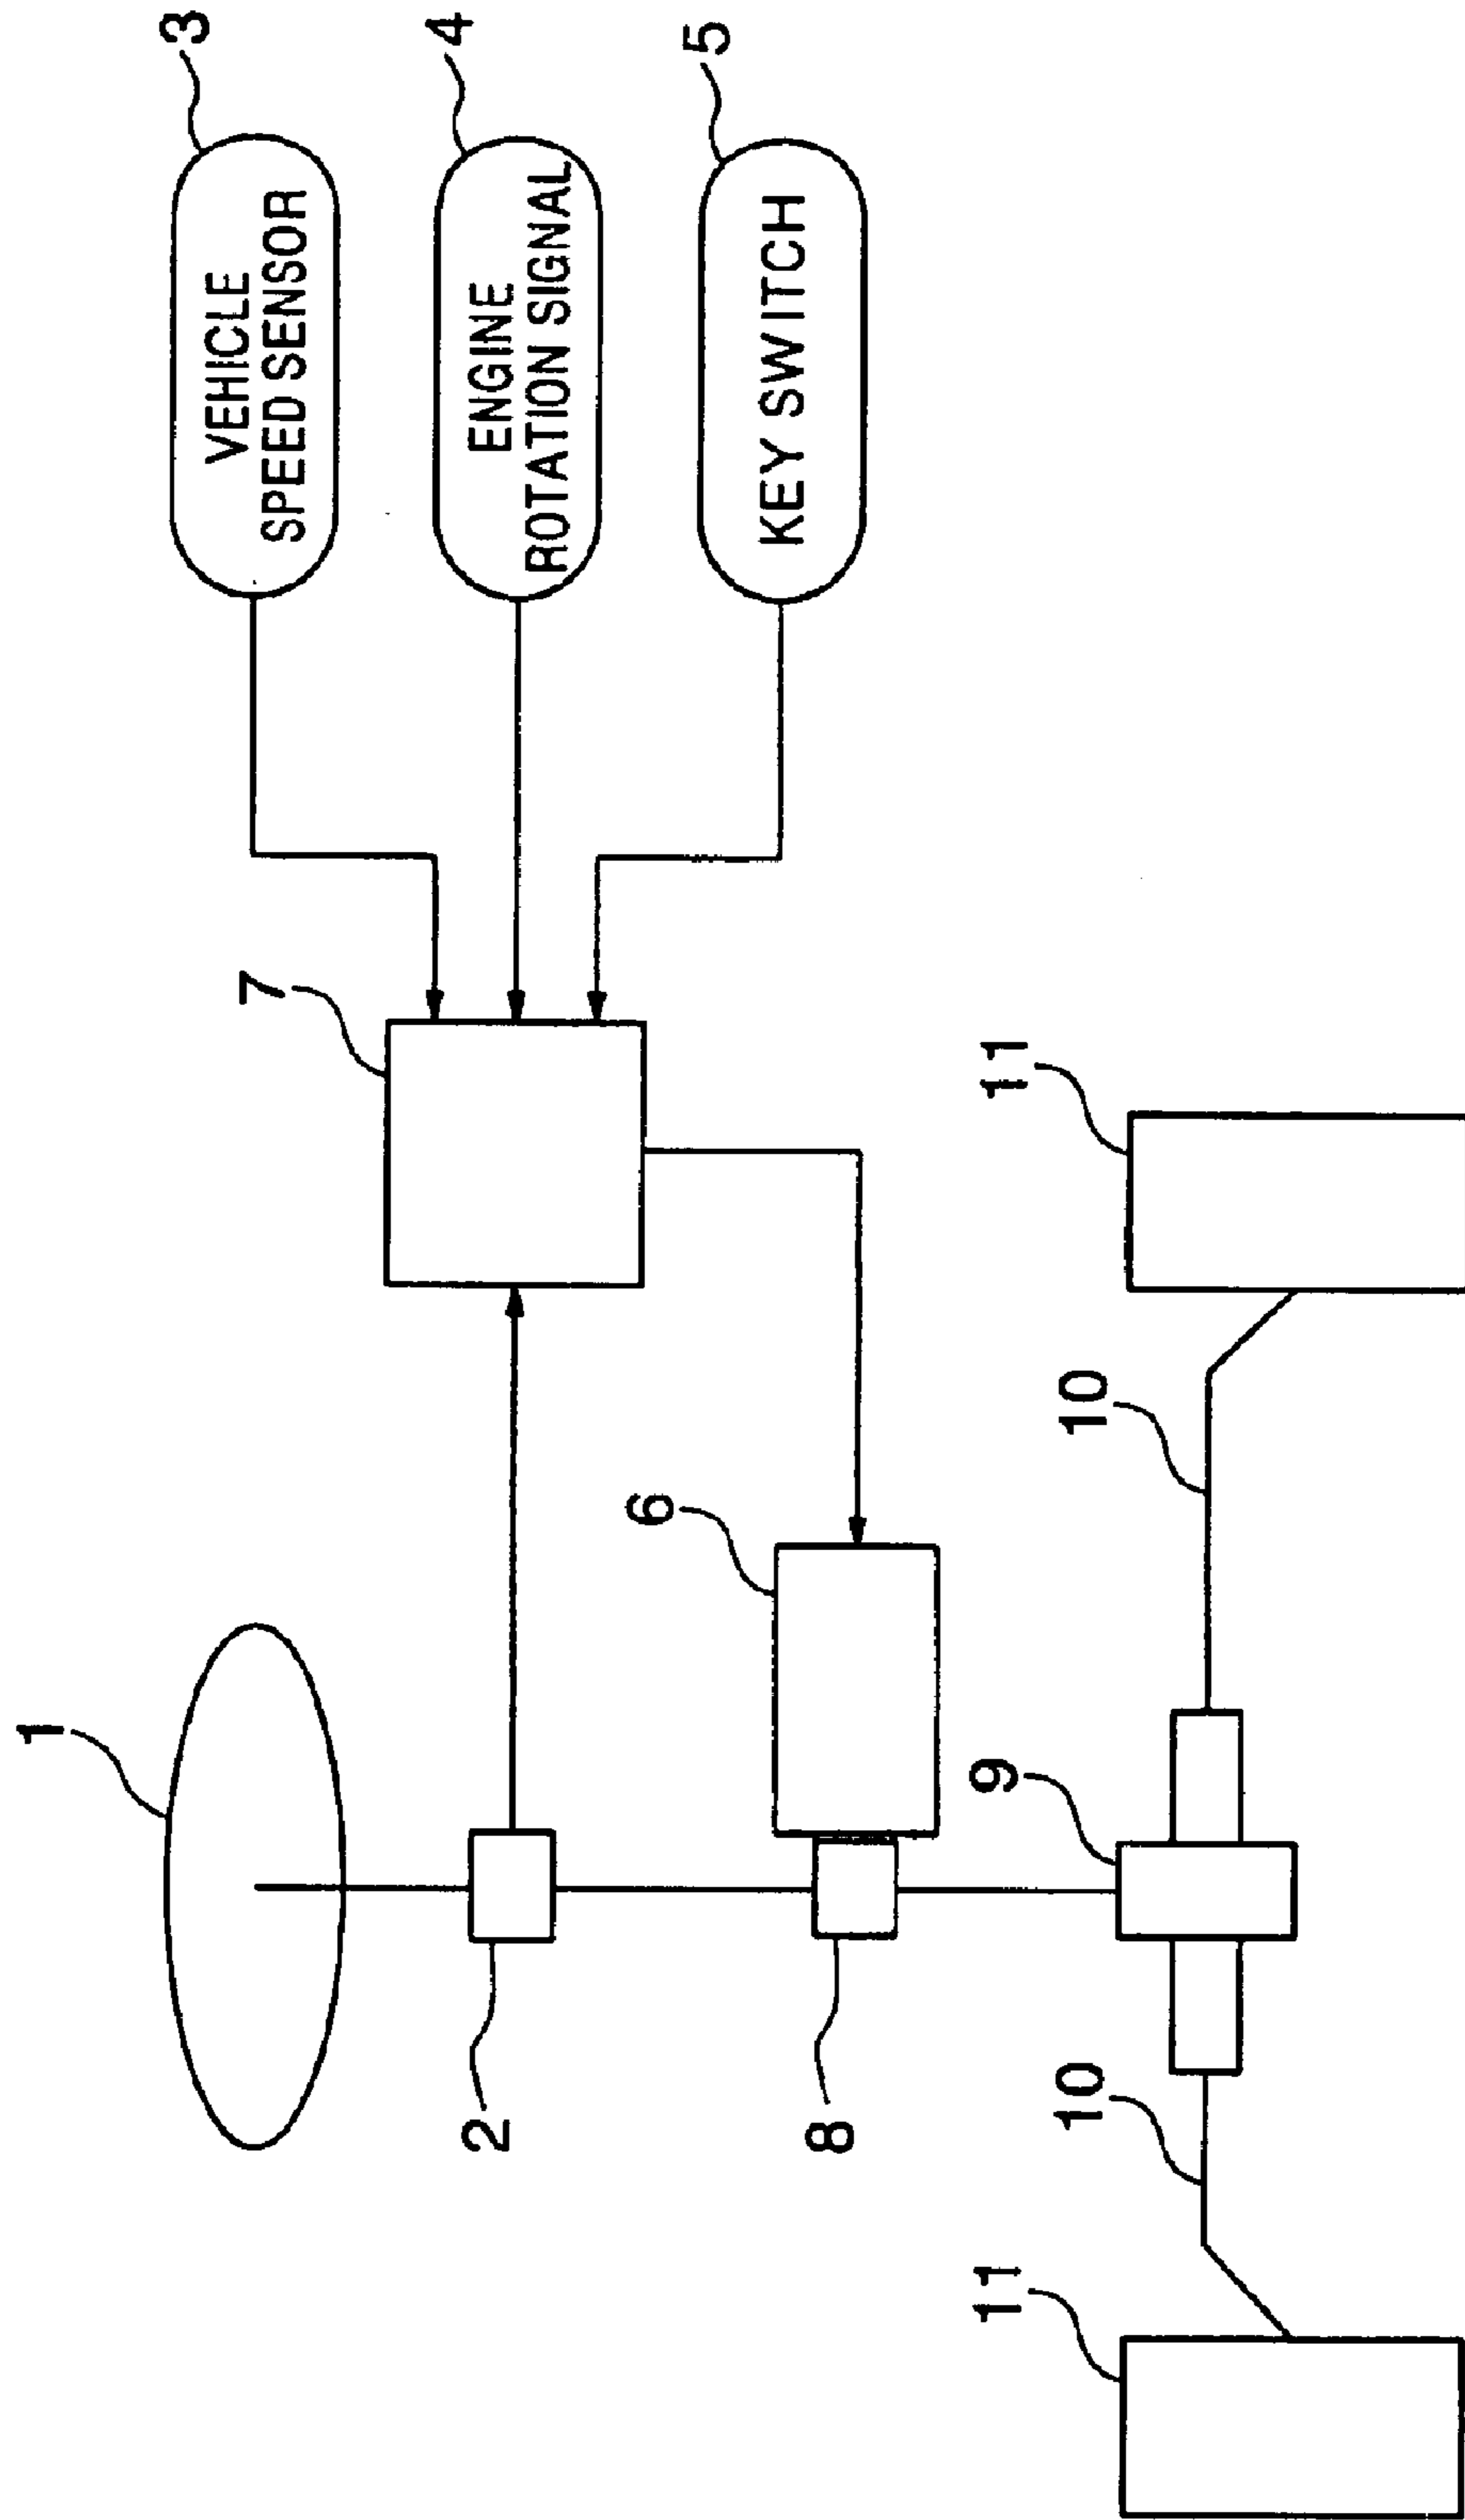 1
2
VEHICLE
SPEED SENSOR
3
ENGINE
ROTATION SIGNAL
4
KEY SWITCH
5
7
6
8
9
10
10
11
11